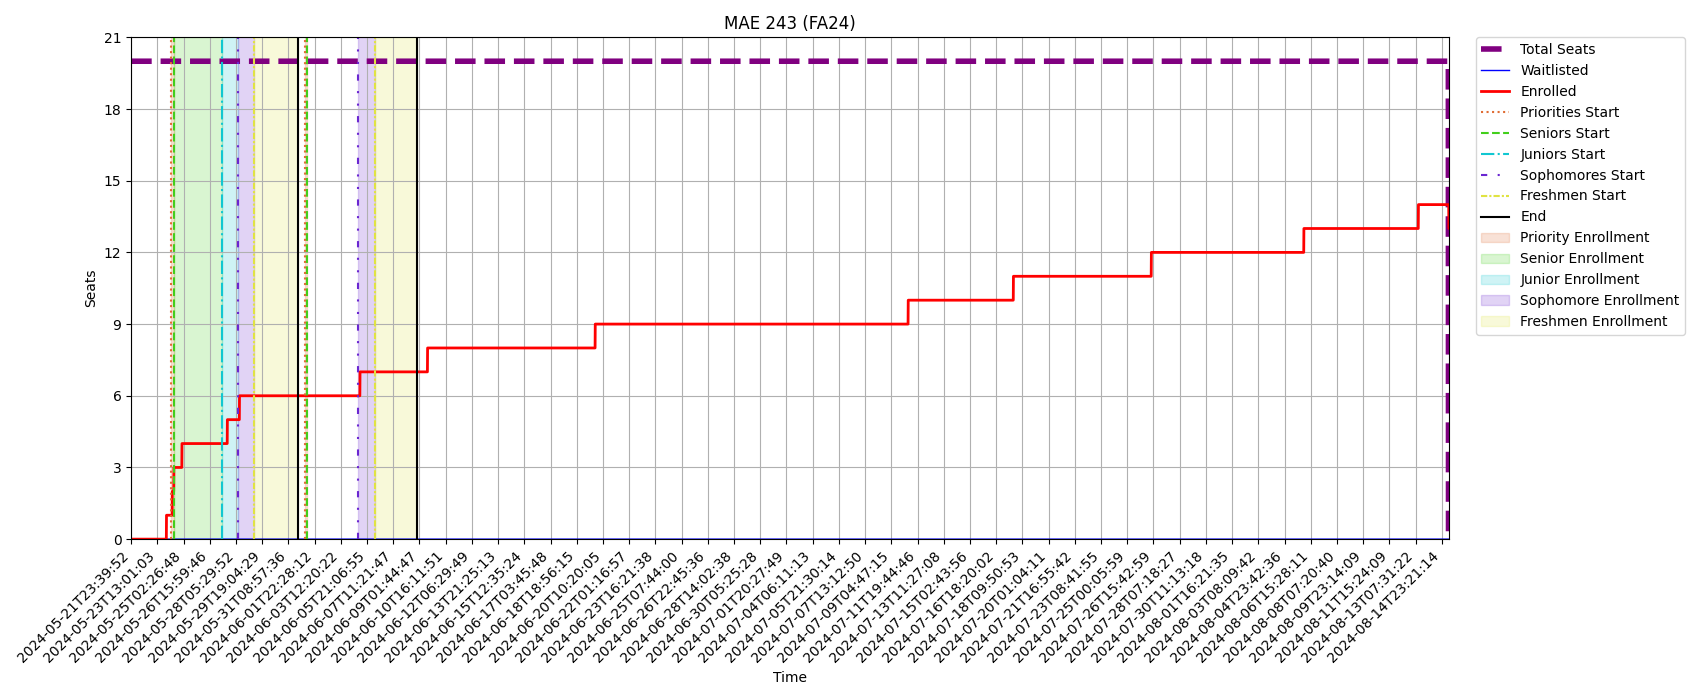 MAE 243 (FA24)
21
18
15
12
9
6
3
0
Seats
2024-05-21T23:39:52
2024-05-23T13:01:03
2024-05-25T02:26:48
2024-05-26T15:59:46
2024-05-28T05:29:52
2024-05-29T19:04:29
2024-05-31T08:57:36
2024-06-01T22:28:12
2024-06-03T12:20:22
2024-06-05T21:06:55
2024-06-07T11:21:47
2024-06-09T01:44:47
2024-06-10T16:11:51
2024-06-12T06:29:49
2024-06-13T21:25:13
2024-06-15T12:35:24
2024-06-17T03:45:48
2024-06-18T18:56:15
2024-06-20T10:20:05
2024-06-22T01:16:57
2024-06-23T16:21:38
2024-06-25T07:44:00
2024-06-26T22:45:36
2024-06-28T14:02:38
2024-06-30T05:25:28
2024-07-01T20:27:49
2024-07-04T06:11:13
2024-07-05T21:30:14
2024-07-07T13:12:50
2024-07-09T04:47:15
2024-07-11T19:44:46
2024-07-13T11:27:08
2024-07-15T02:43:56
2024-07-16T18:20:02
2024-07-18T09:50:53
2024-07-20T01:04:11
2024-07-21T16:55:42
2024-07-23T08:41:55
2024-07-25T00:05:59
2024-07-26T15:42:59
2024-07-28T07:18:27
2024-07-30T11:13:18
2024-08-01T16:21:35
2024-08-03T08:09:42
2024-08-04T23:42:36
2024-08-06T15:28:11
2024-08-08T07:20:40
2024-08-09T23:14:09
2024-08-11T15:24:09
2024-08-13T07:31:22
2024-08-14T23:21:14
Time
Total Seats
Waitlisted
Enrolled
Priorities Start
Seniors Start
Juniors Start
Sophomores Start
Freshmen Start
End
Priority Enrollment
Senior Enrollment
Junior Enrollment
Sophomore Enrollment
Freshmen Enrollment